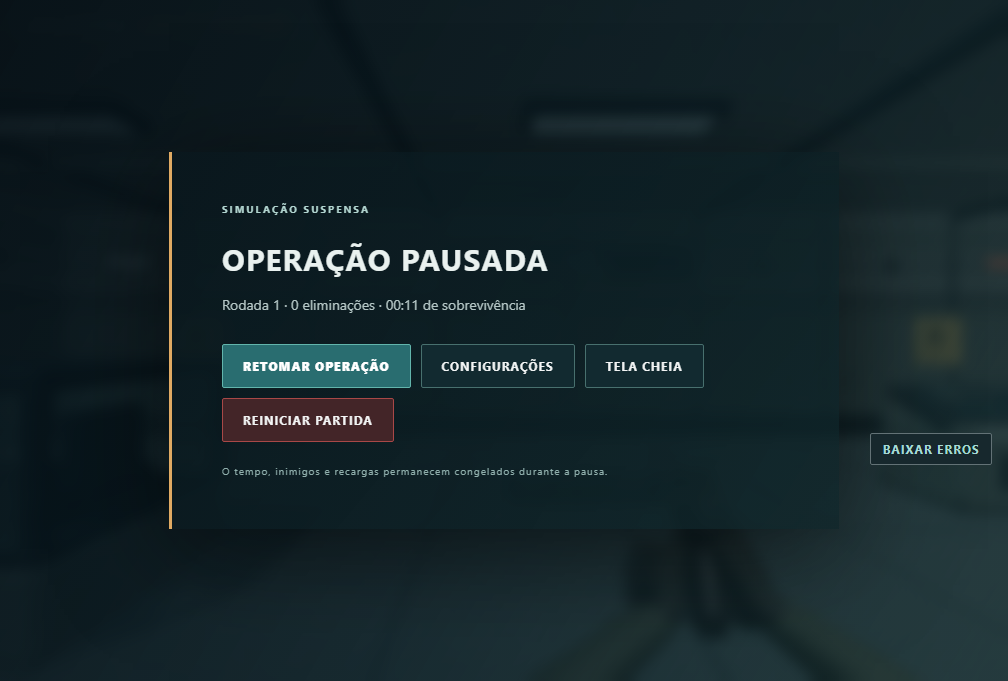 SIMULAÇÃO SUSPENSA
OPERAÇÃO PAUSADA
Rodada 1 · 0 eliminações · 00:11 de sobrevivência
RETOMAR OPERAÇÃO
CONFIGURAÇÕES
TELA CHEIA
REINICIAR PARTIDA
BAIXAR ERROS
O tempo, inimigos e recargas permanecem congelados durante a pausa.